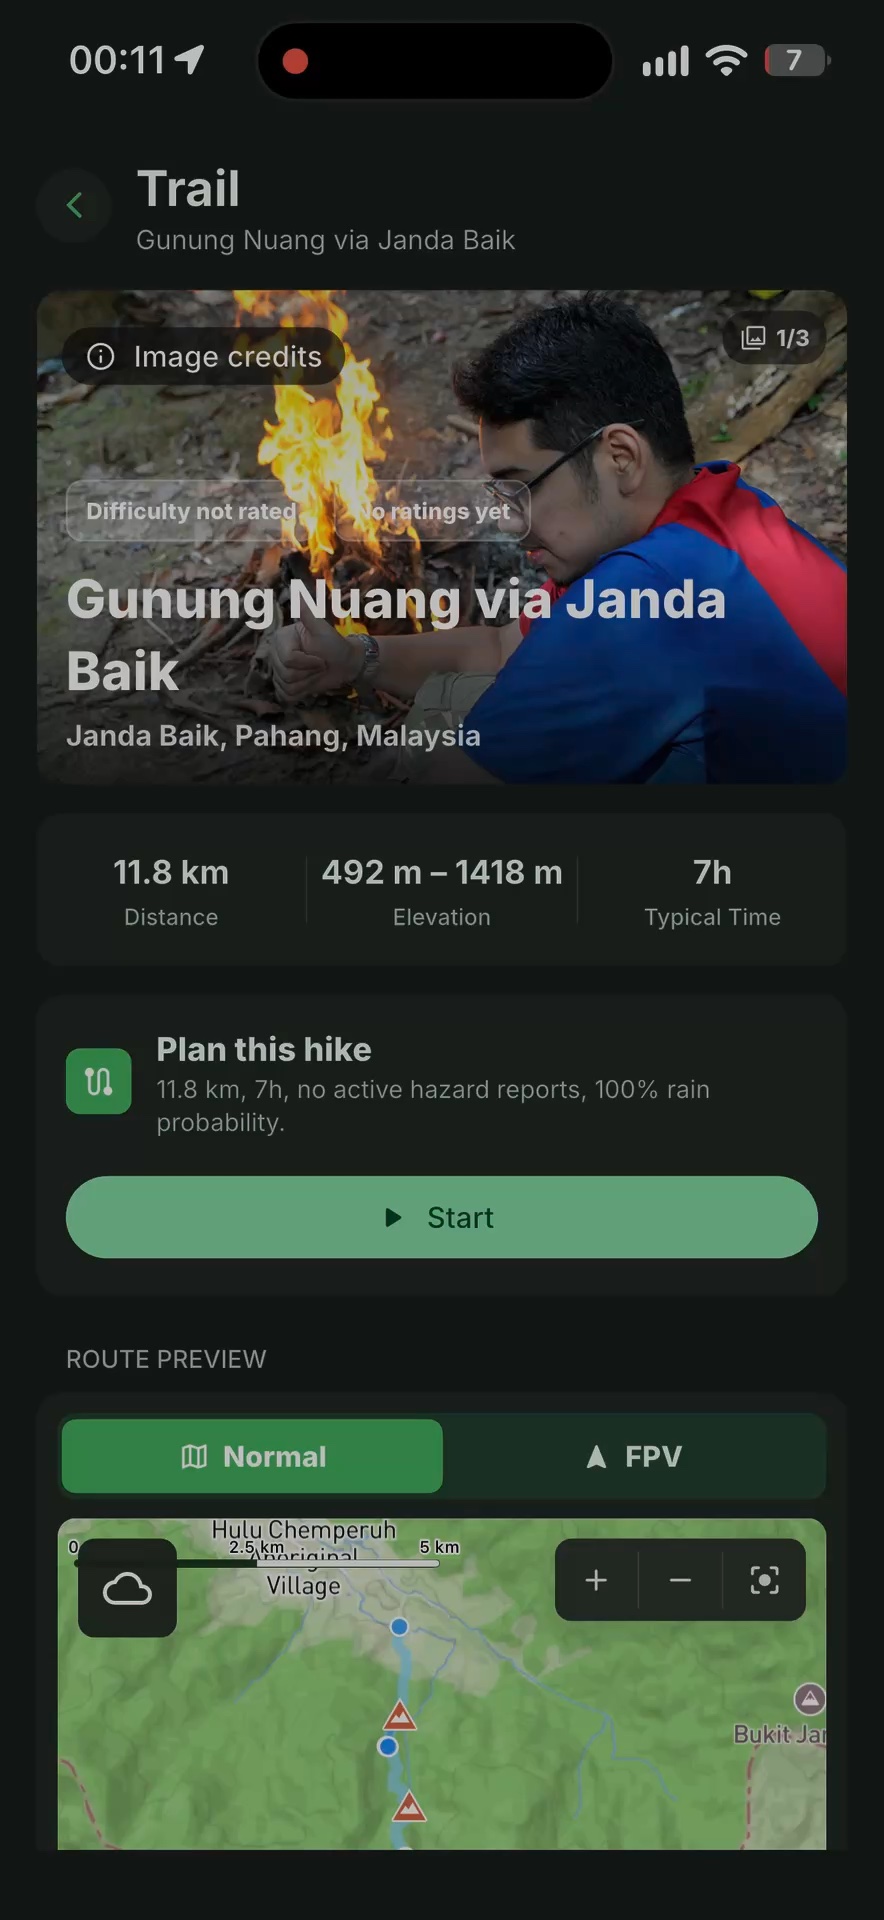 00:11
7
Trail
Gunung Nuang via Janda Baik
Image credits
1/3
Difficulty not rated
No ratings yet
Gunung Nuang via Janda
Baik
Janda Baik, Pahang, Malaysia
11.8 km
Distance
492 m – 1418 m
Elevation
7h
Typical Time
Plan this hike
11.8 km, 7h, no active hazard reports, 100% rain
probability.
Start
ROUTE PREVIEW
Normal
FPV
Hulu Chemperuh
0
2.5 km
5 km
Aboriginal
Village
Bukit Jar